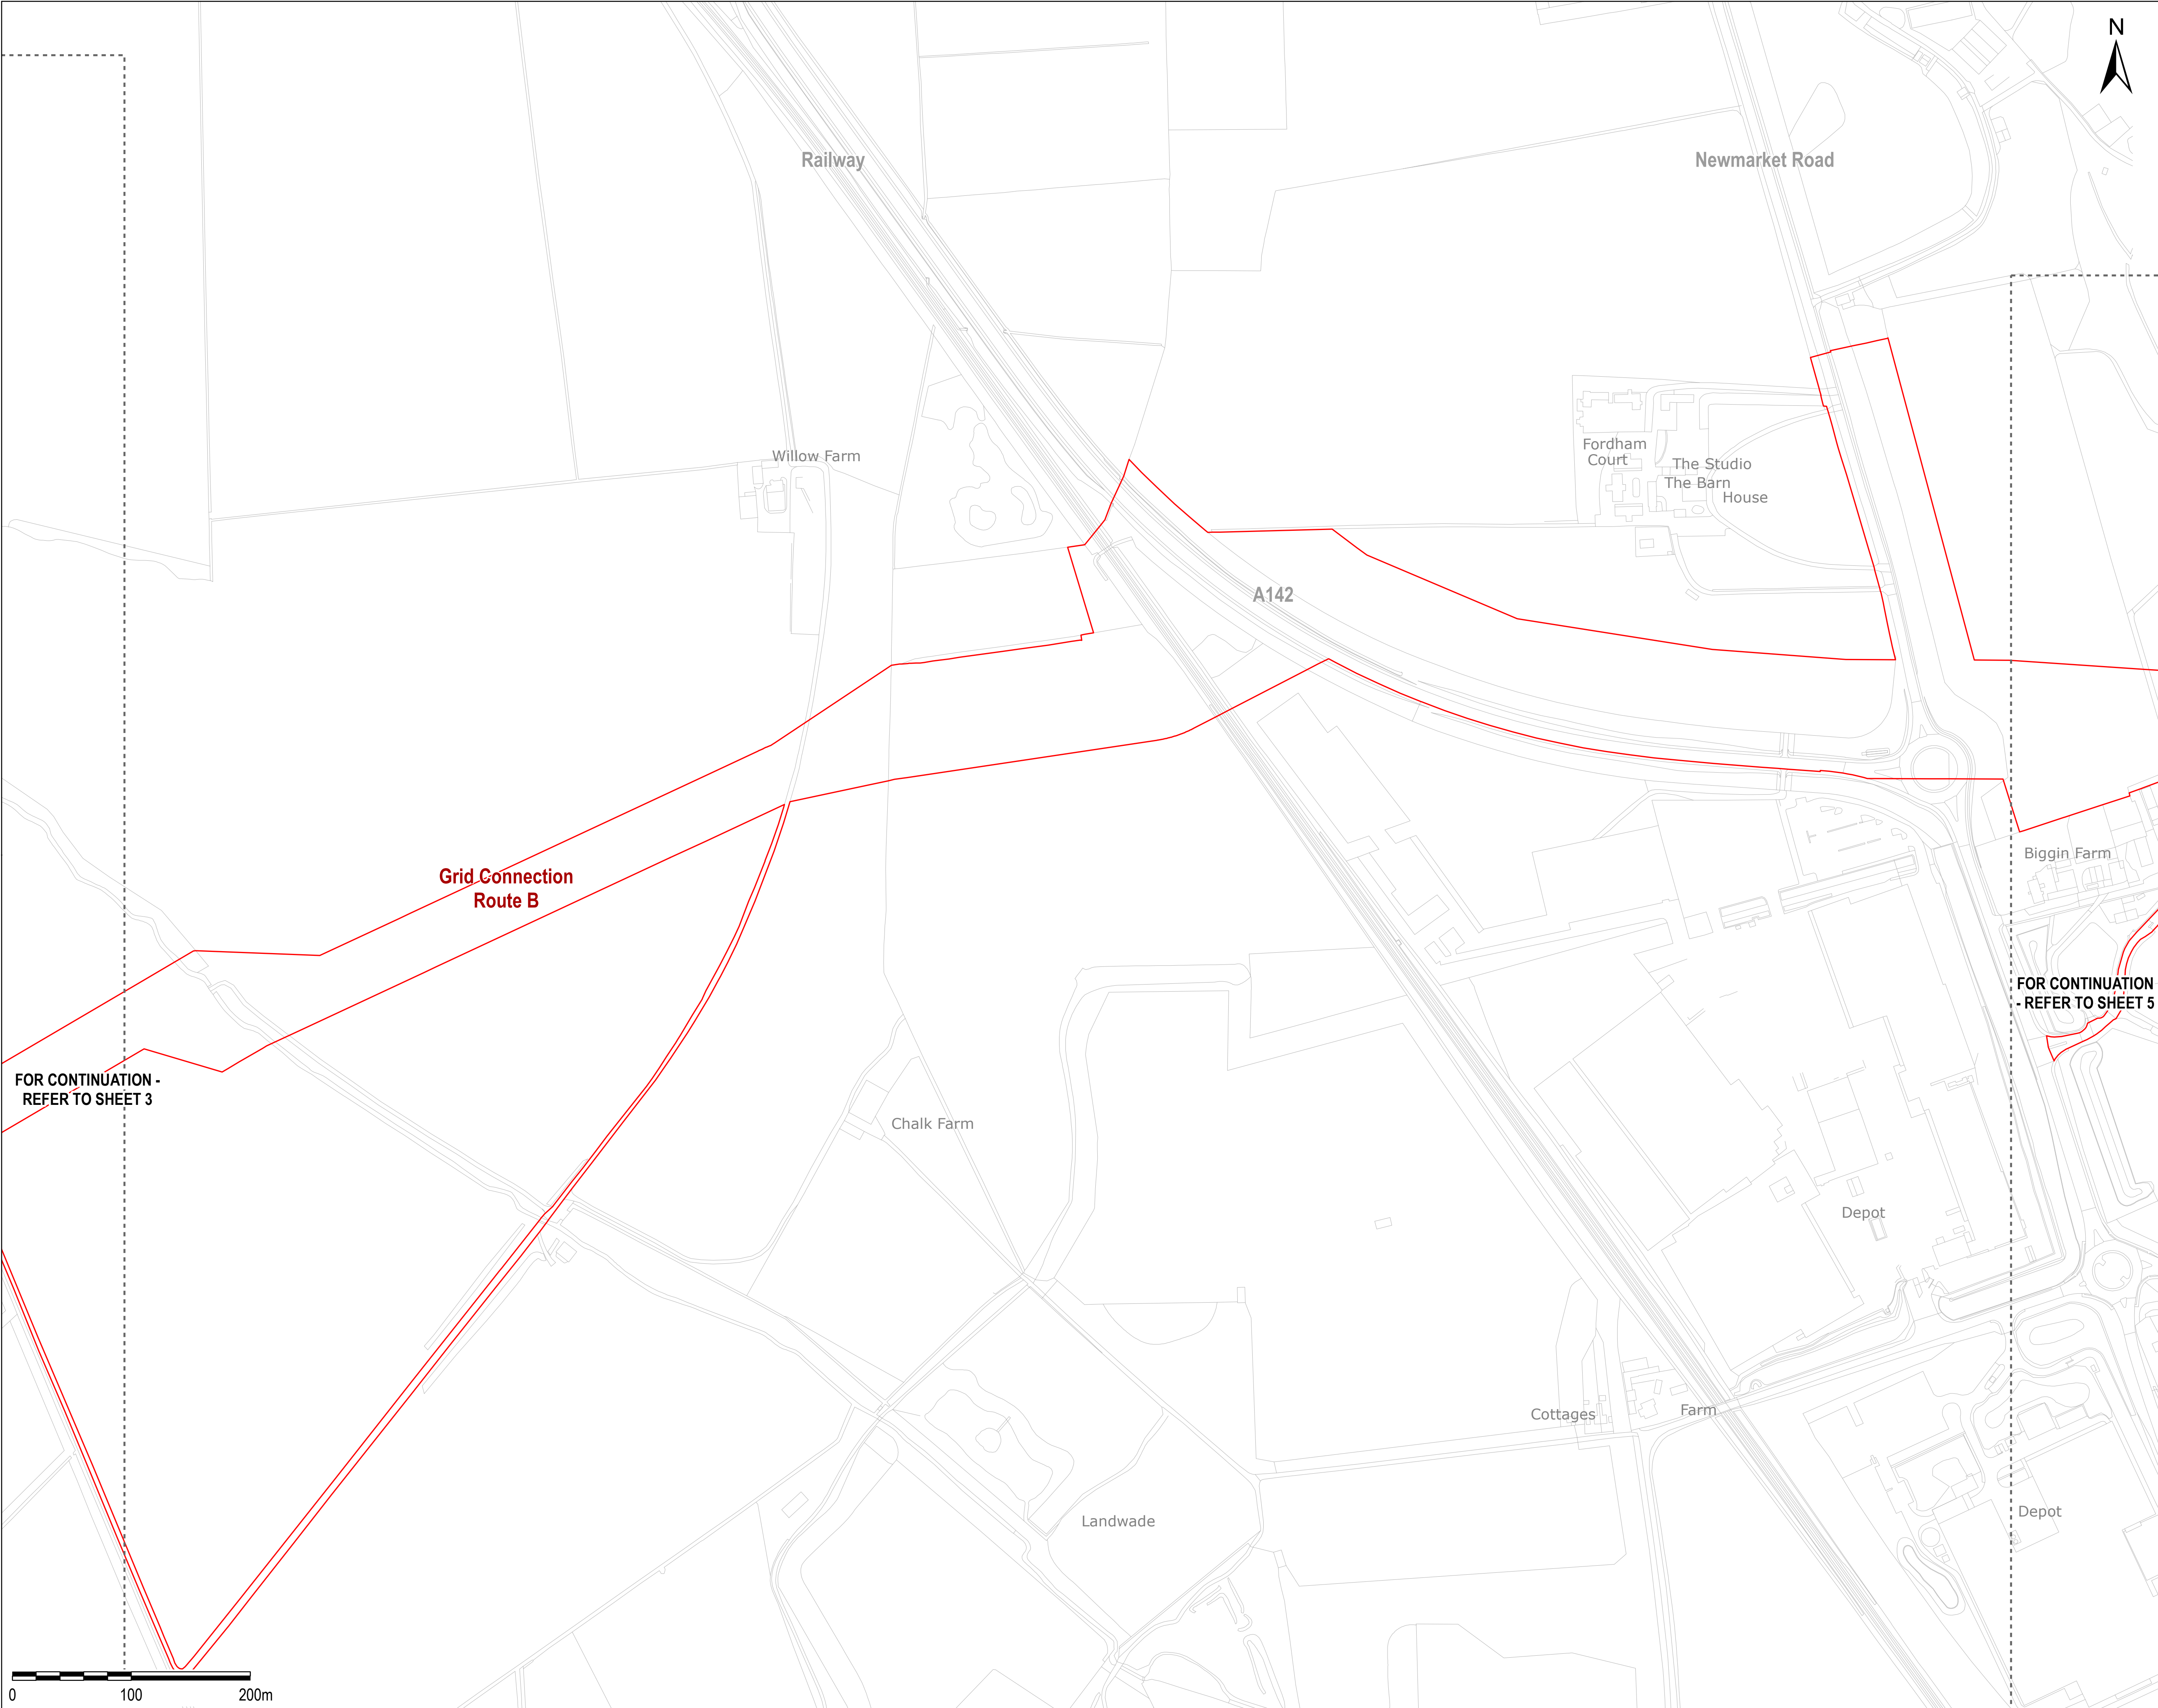 N
Railway
Newmarket Road
Fordham
Court
The Studio
The Barn
House
Willow Farm
A142
Grid Connection
Route B
Biggin Farm
FOR CONTINUATION
- REFER TO SHEET 5
FOR CONTINUATION -
REFER TO SHEET 3
Chalk Farm
Depot
Cottages
Farm
Landwade
Depot
0 100 200m